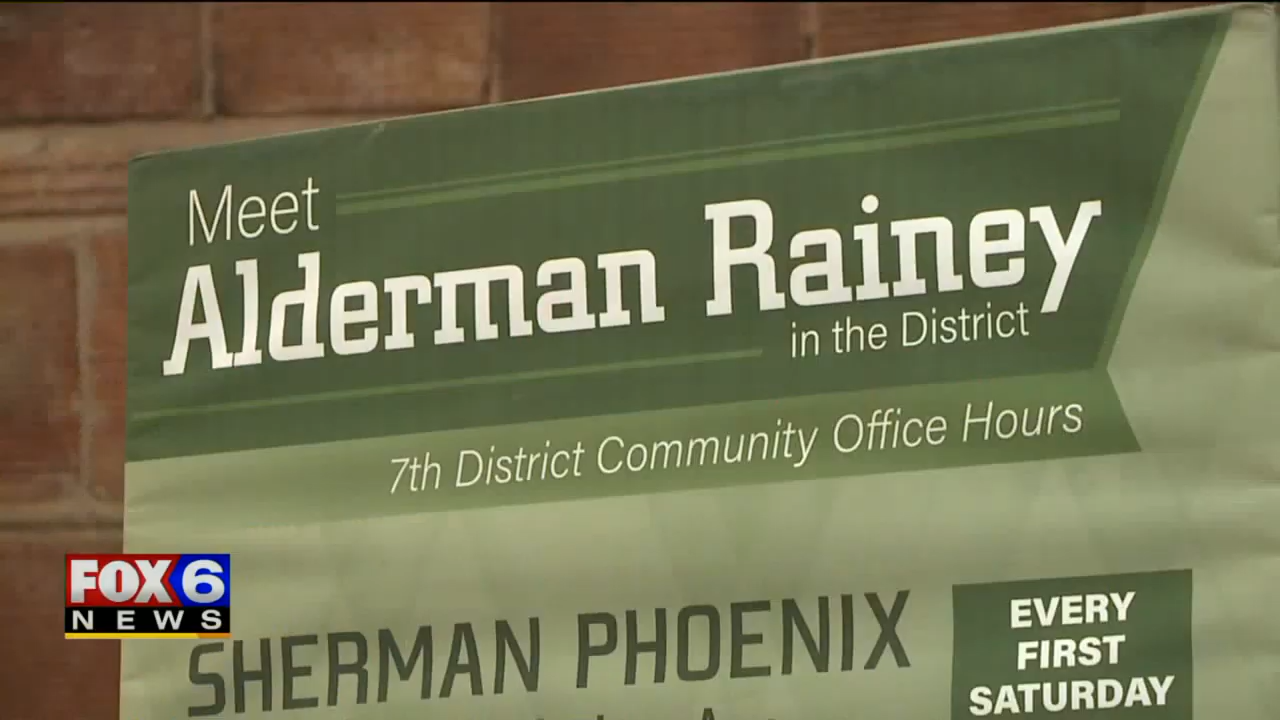 Meet
Alderman Rainey
in the District
7th District Community Office Hours
SHERMAN PHOENIX
EVERY
FIRST
SATURDAY
FOX 6
NEWS